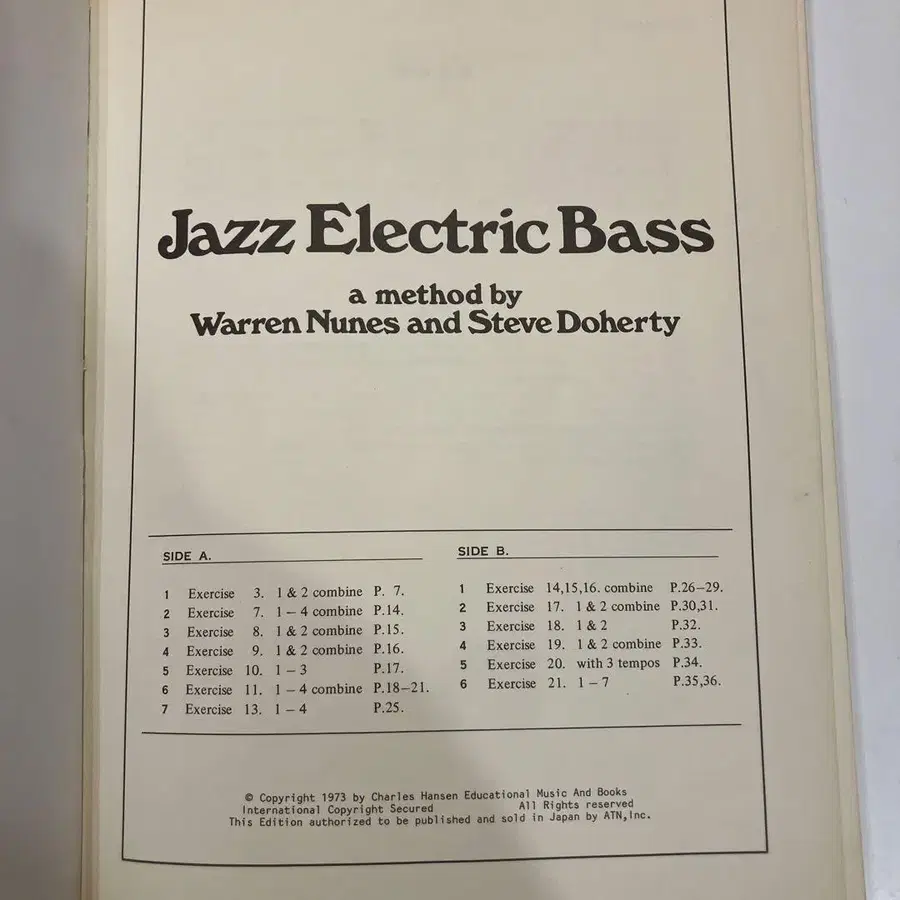 Jazz Electric Bass
a method by
Warren Nunes and Steve Doherty
SIDE A.
1 Exercise 3. 1 & 2 combine P. 7.
2 Exercise 7. 1 – 4 combine P.14.
3 Exercise 8. 1 & 2 combine P.15.
4 Exercise 9. 1 & 2 combine P.16.
5 Exercise 10. 1 – 3 P.17.
6 Exercise 11. 1 – 4 combine P.18–21.
7 Exercise 13. 1 – 4 P.25.
SIDE B.
1 Exercise 14,15,16. combine P.26–29.
2 Exercise 17. 1 & 2 combine P.30,31.
3 Exercise 18. 1 & 2 P.32.
4 Exercise 19. 1 & 2 combine P.33.
5 Exercise 20. with 3 tempos P.34.
6 Exercise 21. 1 – 7 P.35,36.
© Copyright 1973 by Charles Hansen Educational Music And Books
International Copyright Secured All Rights reserved
This Edition authorized to be published and sold in Japan by ATN,Inc.